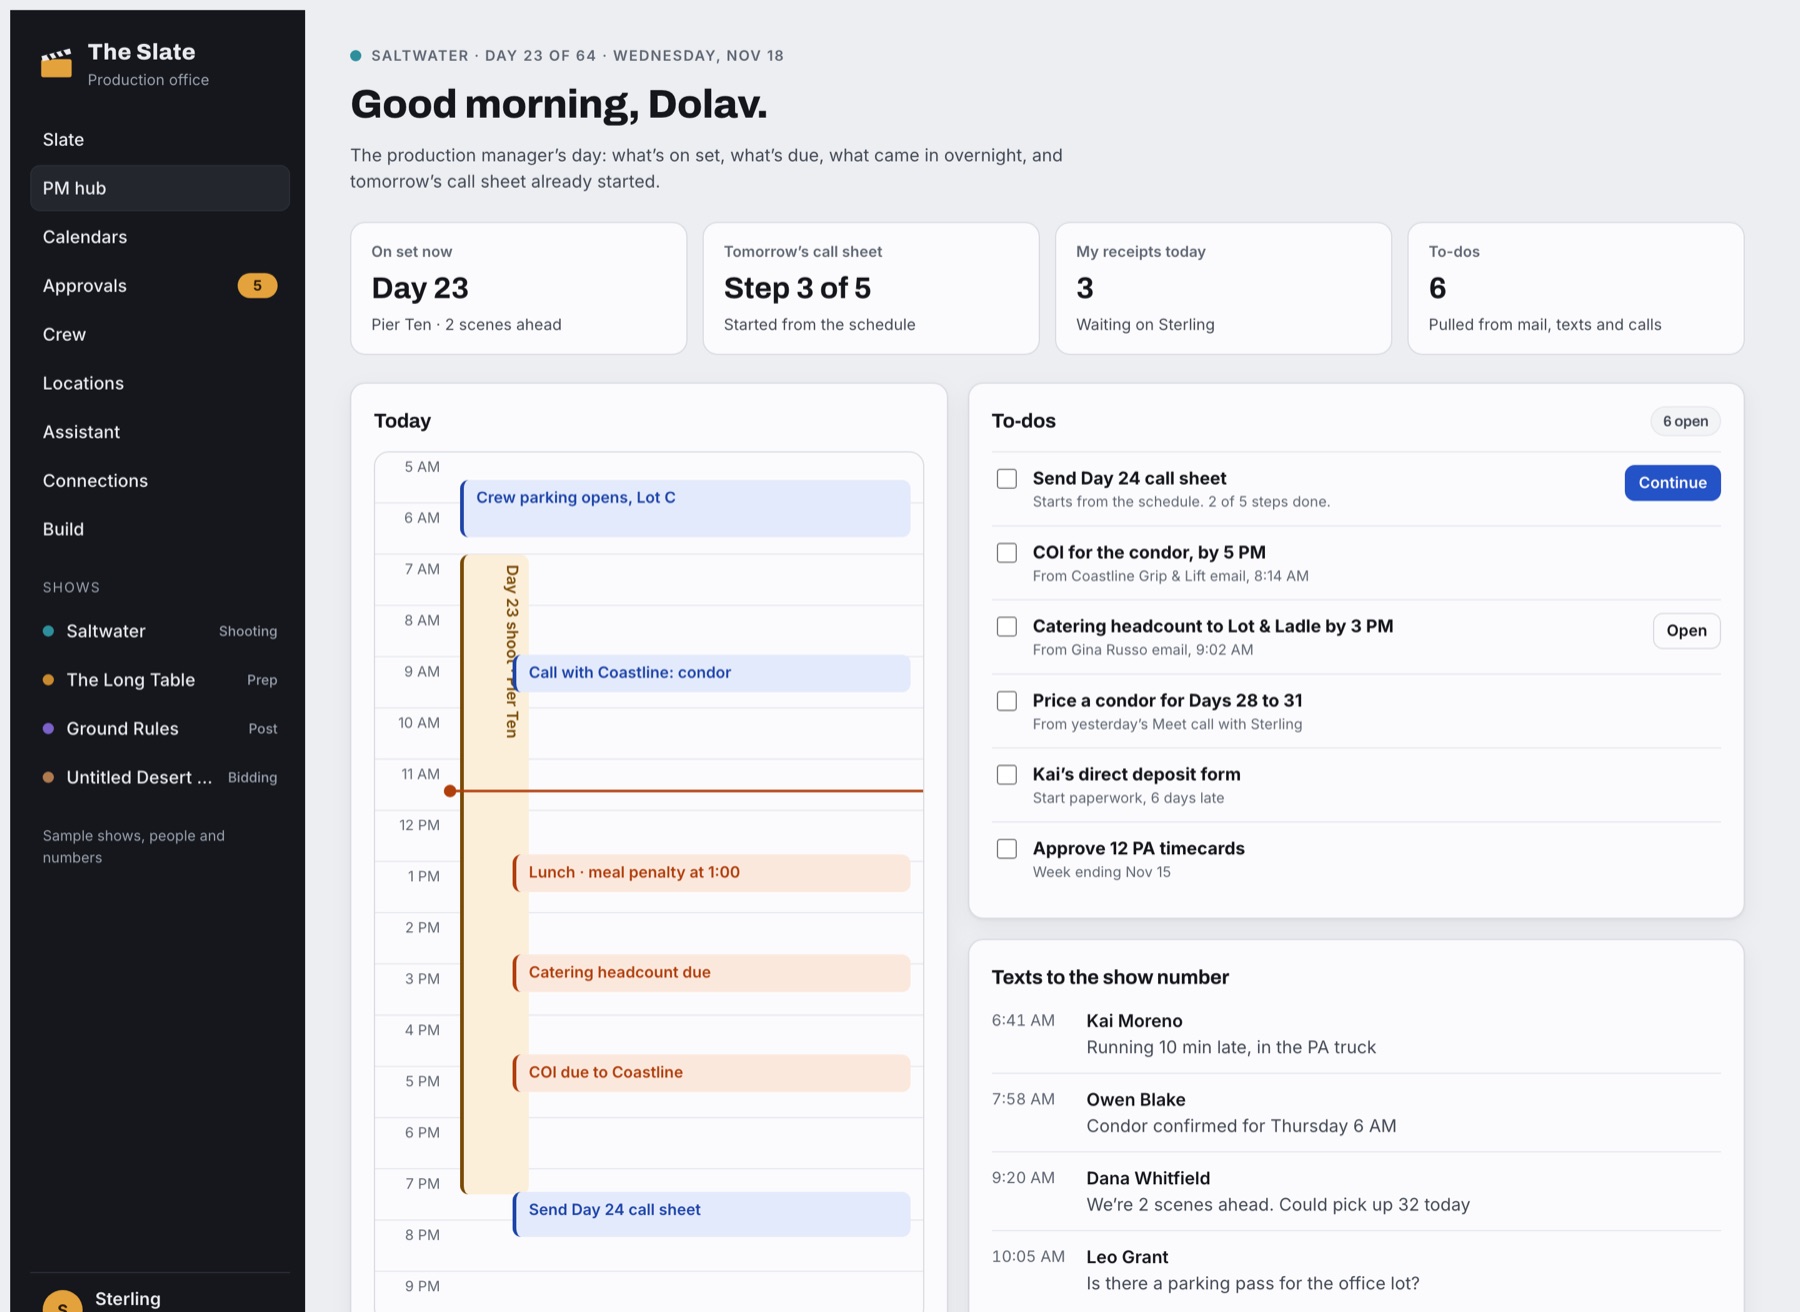 The Slate
Production office
Slate
PM hub
Calendars
Approvals 5
Crew
Locations
Assistant
Connections
Build
SHOWS
Saltwater Shooting
The Long Table Prep
Ground Rules Post
Untitled Desert ... Bidding
Sample shows, people and
numbers
S
Sterling
SALTWATER · DAY 23 OF 64 · WEDNESDAY, NOV 18
Good morning, Dolav.
The production manager’s day: what’s on set, what’s due, what came in overnight, and
tomorrow’s call sheet already started.
On set now
Day 23
Pier Ten · 2 scenes ahead
Tomorrow’s call sheet
Step 3 of 5
Started from the schedule
My receipts today
3
Waiting on Sterling
To-dos
6
Pulled from mail, texts and calls
Today
5 AM
Crew parking opens, Lot C
6 AM
7 AM
Day 23 shoot · Pier Ten
8 AM
9 AM
Call with Coastline: condor
10 AM
11 AM
12 PM
1 PM
Lunch · meal penalty at 1:00
2 PM
3 PM
Catering headcount due
4 PM
5 PM
COI due to Coastline
6 PM
7 PM
Send Day 24 call sheet
8 PM
9 PM
To-dos 6 open
Send Day 24 call sheet
Starts from the schedule. 2 of 5 steps done.
Continue
COI for the condor, by 5 PM
From Coastline Grip & Lift email, 8:14 AM
Catering headcount to Lot & Ladle by 3 PM
From Gina Russo email, 9:02 AM
Open
Price a condor for Days 28 to 31
From yesterday’s Meet call with Sterling
Kai’s direct deposit form
Start paperwork, 6 days late
Approve 12 PA timecards
Week ending Nov 15
Texts to the show number
6:41 AM Kai Moreno
Running 10 min late, in the PA truck
7:58 AM Owen Blake
Condor confirmed for Thursday 6 AM
9:20 AM Dana Whitfield
We’re 2 scenes ahead. Could pick up 32 today
10:05 AM Leo Grant
Is there a parking pass for the office lot?